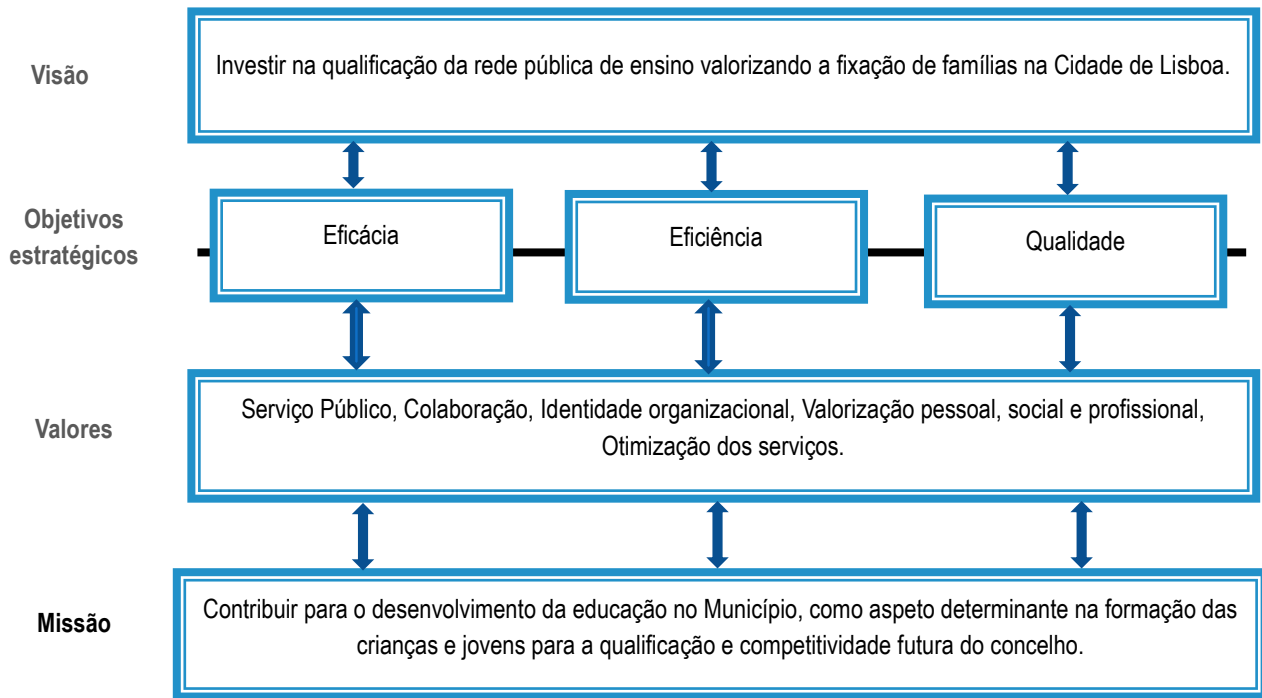 Visão
Investir na qualificação da rede pública de ensino valorizando a fixação de famílias na Cidade de Lisboa.
Objetivos
estratégicos
Eficácia
Eficiência
Qualidade
Valores
Serviço Público, Colaboração, Identidade organizacional, Valorização pessoal, social e profissional,
Otimização dos serviços.
Missão
Contribuir para o desenvolvimento da educação no Município, como aspeto determinante na formação das
crianças e jovens para a qualificação e competitividade futura do concelho.